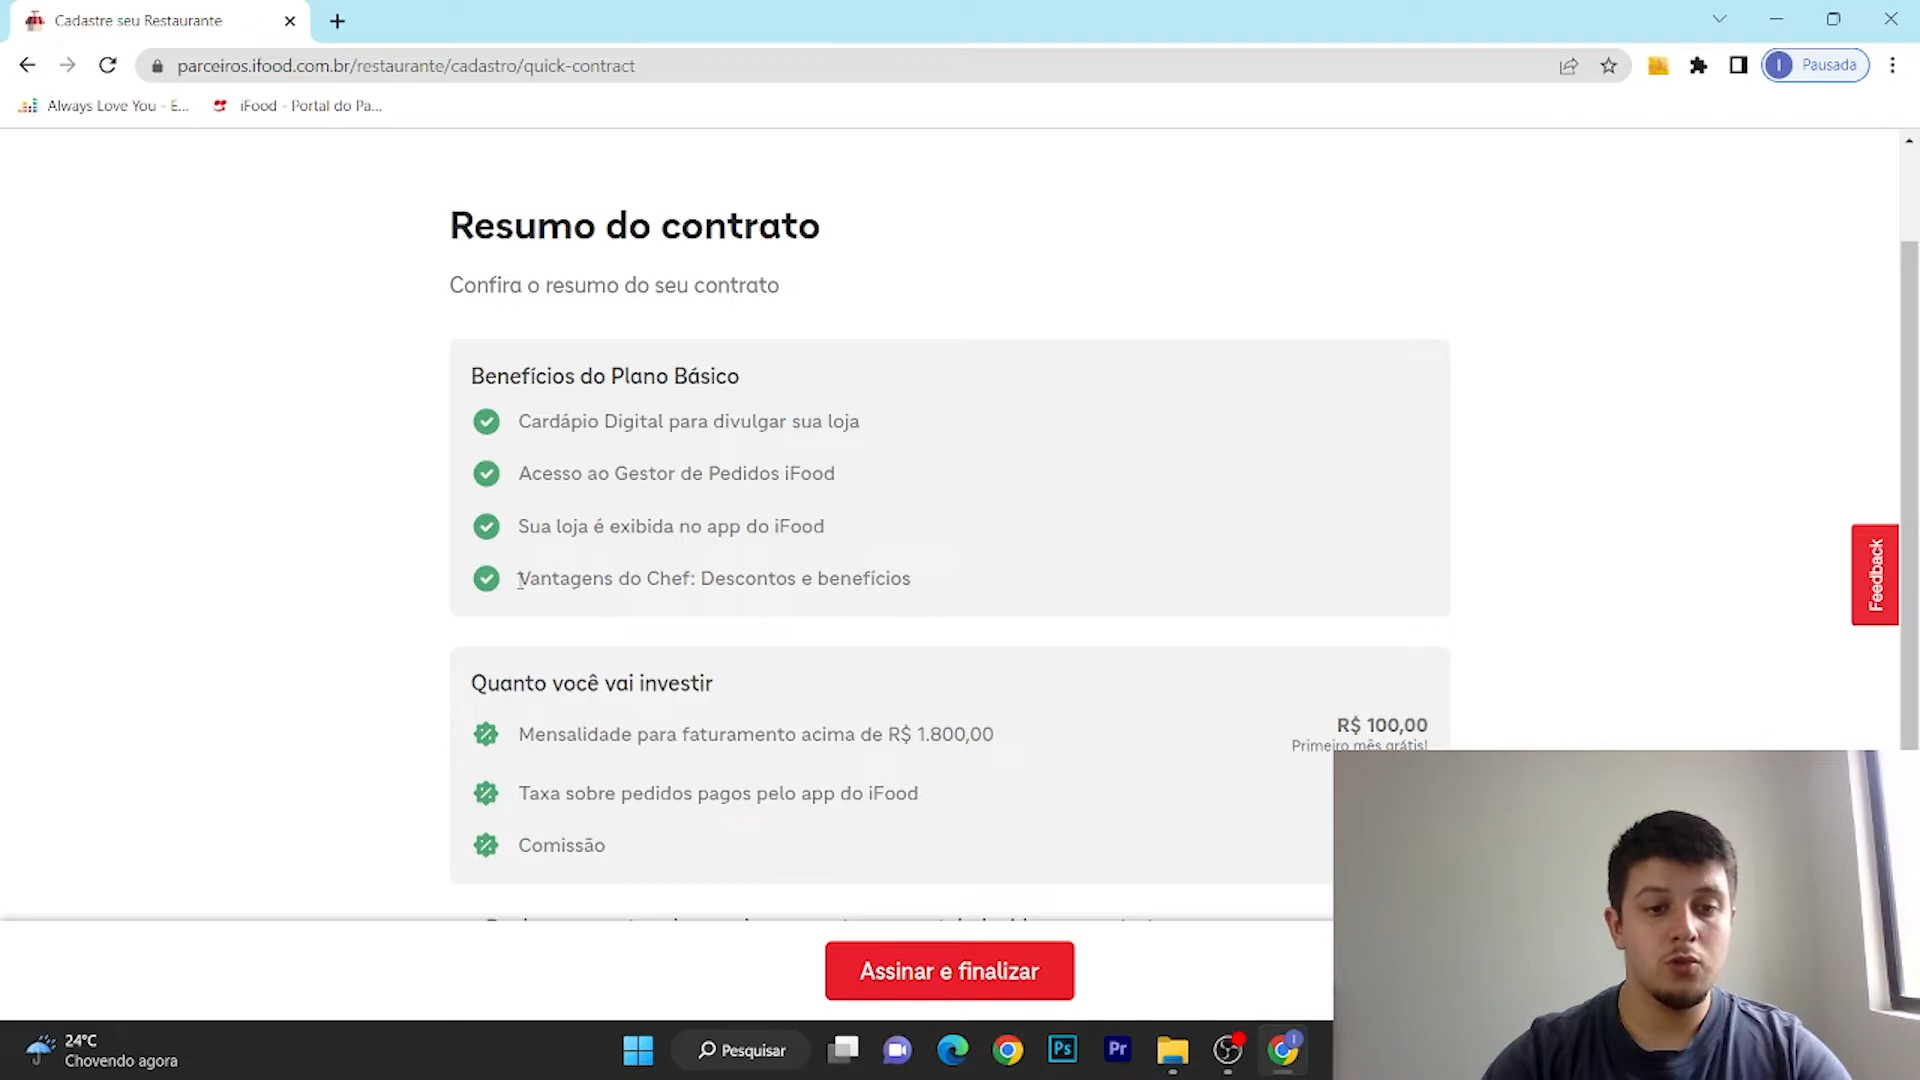 Cadastre seu Restaurante
parceiros.ifood.com.br/restaurante/cadastro/quick-contract
I Pausada
Always Love You - E...
iFood - Portal do Pa...
Resumo do contrato
Confira o resumo do seu contrato
Benefícios do Plano Básico
Cardápio Digital para divulgar sua loja
Acesso ao Gestor de Pedidos iFood
Sua loja é exibida no app do iFood
Vantagens do Chef: Descontos e benefícios
Feedback
Quanto você vai investir
Mensalidade para faturamento acima de R$ 1.800,00
R$ 100,00
Primeiro mês grátis!
Taxa sobre pedidos pagos pelo app do iFood
Comissão
Assinar e finalizar
24°C
Chovendo agora
Pesquisar
Ps
Pr
I